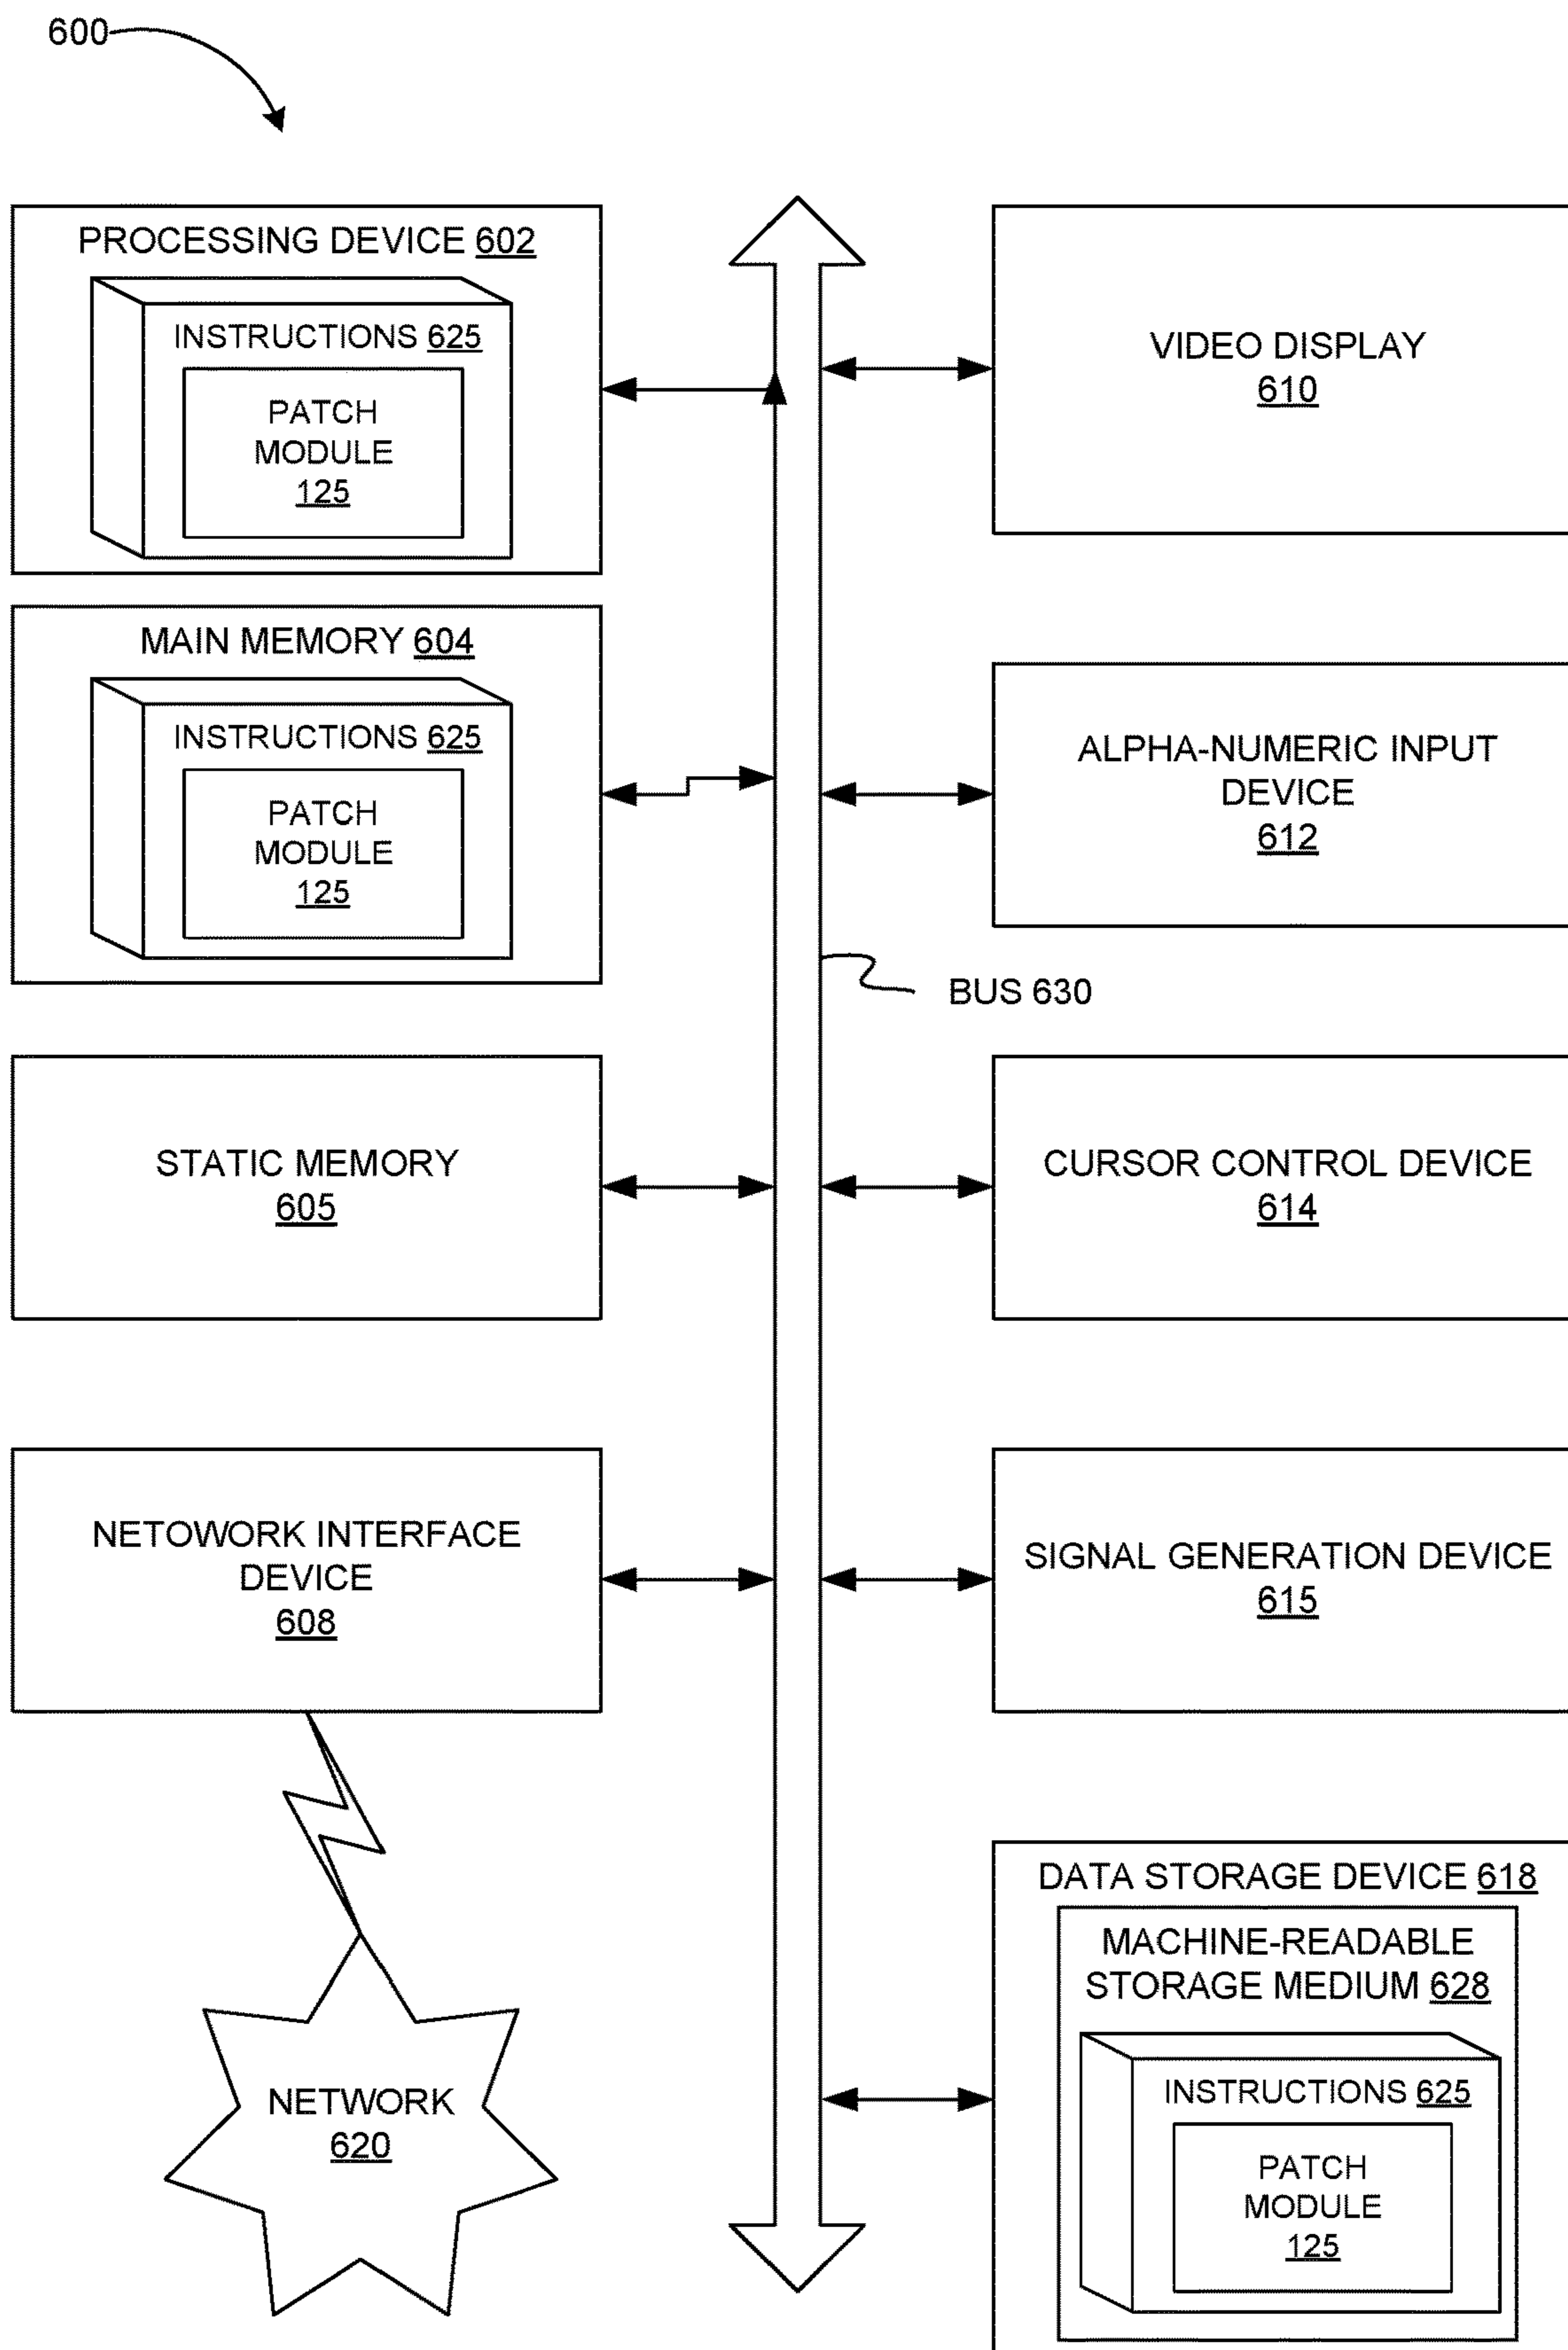 600
PROCESSING DEVICE 602
INSTRUCTIONS 625
PATCH
MODULE
125
MAIN MEMORY 604
INSTRUCTIONS 625
PATCH
MODULE
125
STATIC MEMORY
605
NETOWORK INTERFACE
DEVICE
608
NETWORK
620
BUS 630
VIDEO DISPLAY
610
ALPHA-NUMERIC INPUT
DEVICE
612
CURSOR CONTROL DEVICE
614
SIGNAL GENERATION DEVICE
615
DATA STORAGE DEVICE 618
MACHINE-READABLE
STORAGE MEDIUM 628
INSTRUCTIONS 625
PATCH
MODULE
125